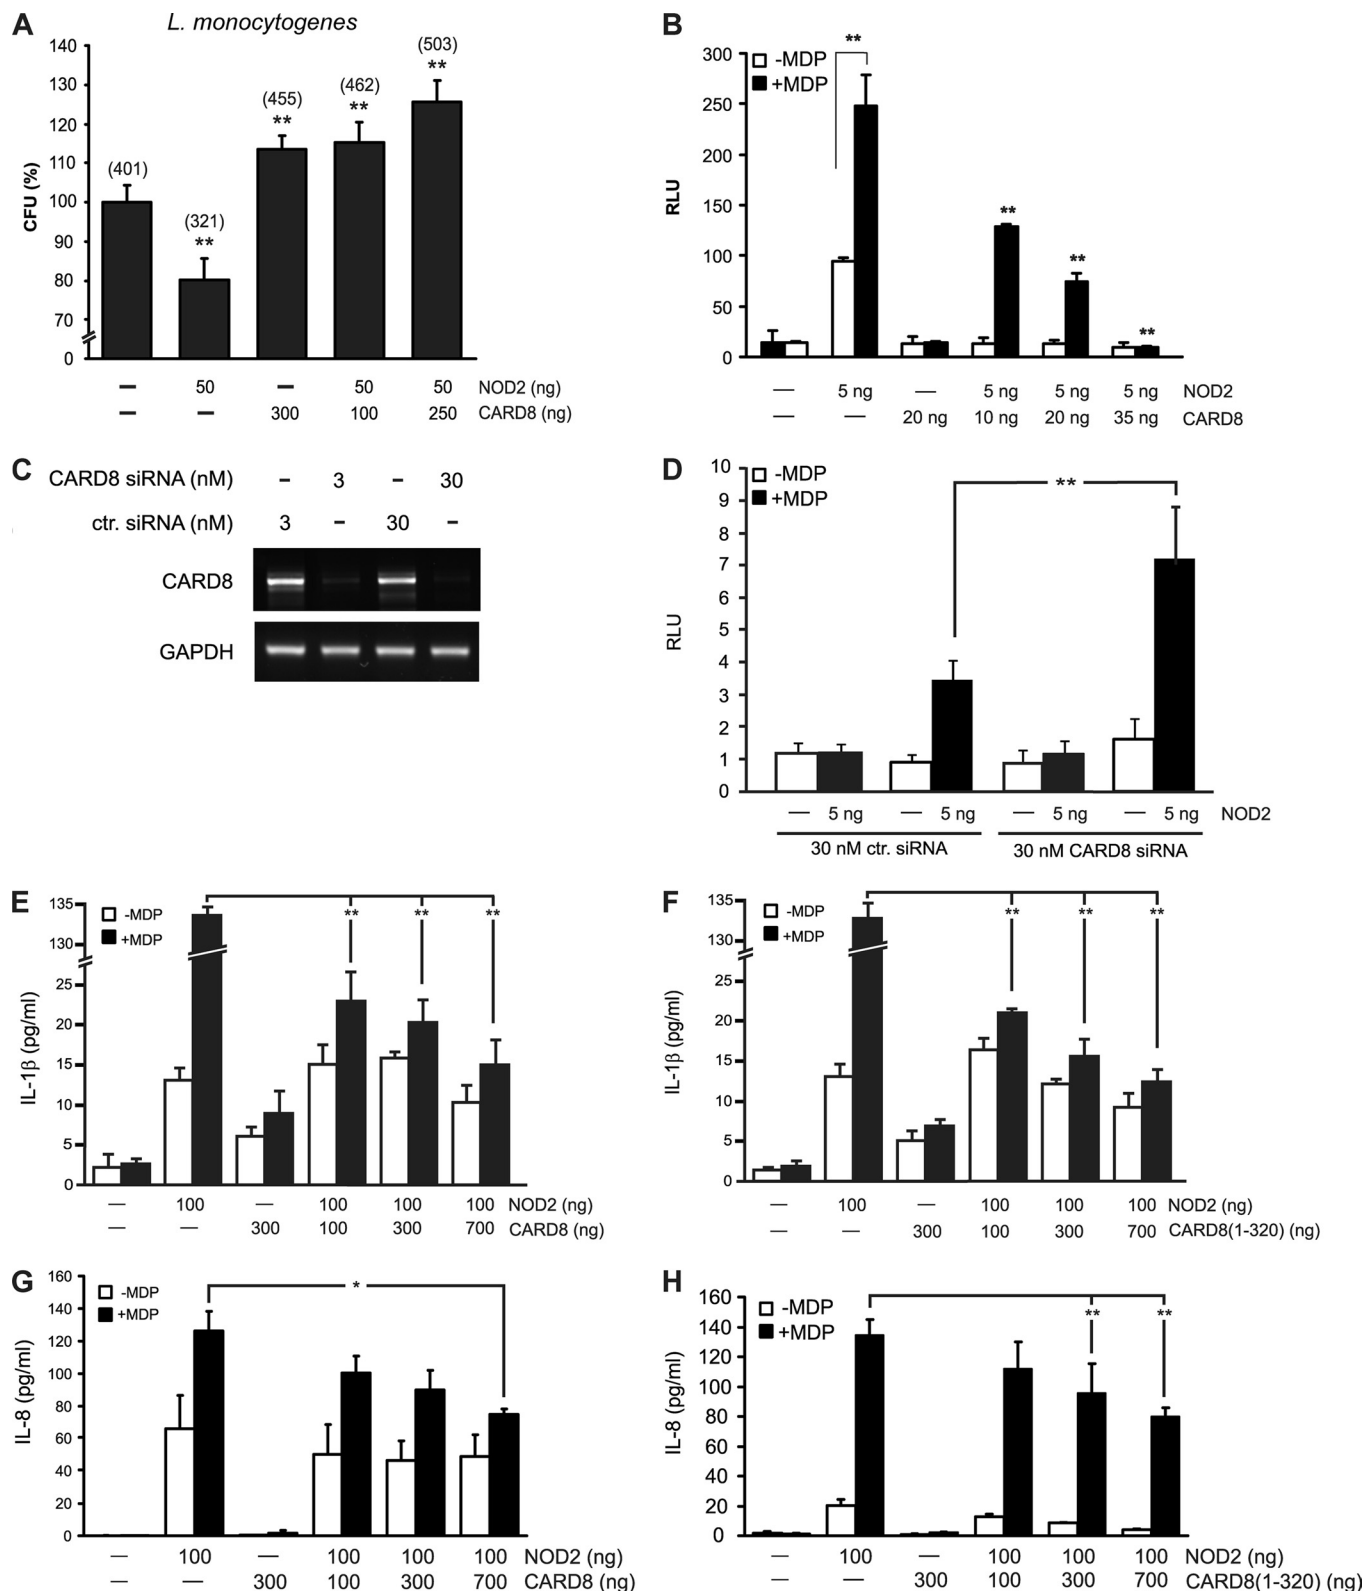 A
L. monocytogenes
CFU (%)
140
130
120
110
100
90
80
70
0
(401)
(321)
**
(455)
**
(462)
**
(503)
**
– 50 – 50 50 NOD2 (ng)
– – 300 100 250 CARD8 (ng)
B
RLU
300
250
200
150
100
50
0
-MDP
+MDP
**
**
**
**
— 5 ng — 5 ng 5 ng 5 ng NOD2
— — 20 ng 10 ng 20 ng 35 ng CARD8
C
CARD8 siRNA (nM) – 3 – 30
ctr. siRNA (nM) 3 – 30 –
CARD8
GAPDH
D
RLU
10
9
8
7
6
5
4
3
2
1
0
-MDP
+MDP
**
— 5 ng — 5 ng — 5 ng — 5 ng NOD2
30 nM ctr. siRNA 30 nM CARD8 siRNA
E
IL-1β (pg/ml)
135
130
25
20
15
10
5
0
-MDP
+MDP
** ** **
— 100 — 100 100 100 NOD2 (ng)
— — 300 100 300 700 CARD8 (ng)
F
IL-1β (pg/ml)
135
130
25
20
15
10
5
0
-MDP
+MDP
** ** **
— 100 — 100 100 100 NOD2 (ng)
— — 300 100 300 700 CARD8(1-320) (ng)
G
IL-8 (pg/ml)
160
140
120
100
80
60
40
20
0
-MDP
+MDP
*
— 100 — 100 100 100 NOD2 (ng)
— — 300 100 300 700 CARD8 (ng)
H
IL-8 (pg/ml)
160
140
120
100
80
60
40
20
0
-MDP
+MDP
** **
— 100 — 100 100 100 NOD2 (ng)
— — 300 100 300 700 CARD8(1-320) (ng)